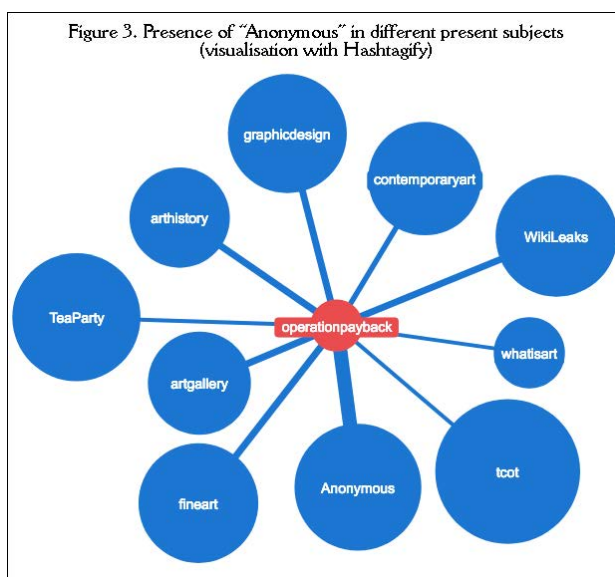 Figure 3. Presence of “Anonymous” in different present subjects
(visualisation with Hashtagify)
graphicdesign
contemporaryart
arthistory
WikiLeaks
TeaParty
operationpayback
whatisart
artgallery
tcot
Anonymous
fineart